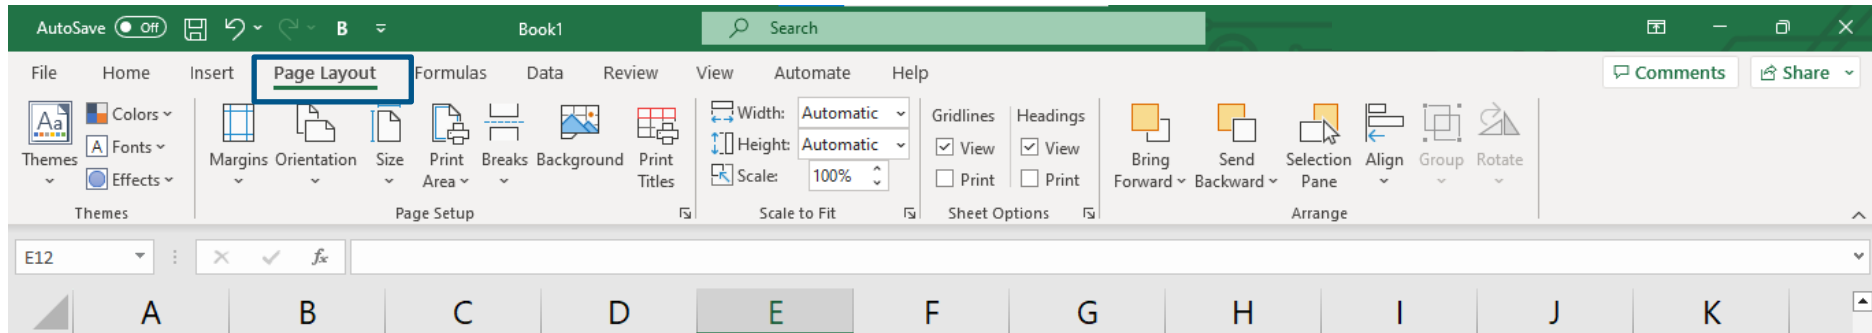 AutoSave Off B Book1 Search
File Home Insert Page Layout Formulas Data Review View Automate Help Comments Share
Aa Colors Width: Automatic Gridlines Headings
A Fonts Height: Automatic View View
Themes Margins Orientation Size Print Breaks Background Print Bring Send Selection Align Group Rotate
Effects Scale: 100% Print Print
Area Titles Forward Backward Pane
Themes Page Setup Scale to Fit Sheet Options Arrange
E12 fx
A B C D E F G H I J K